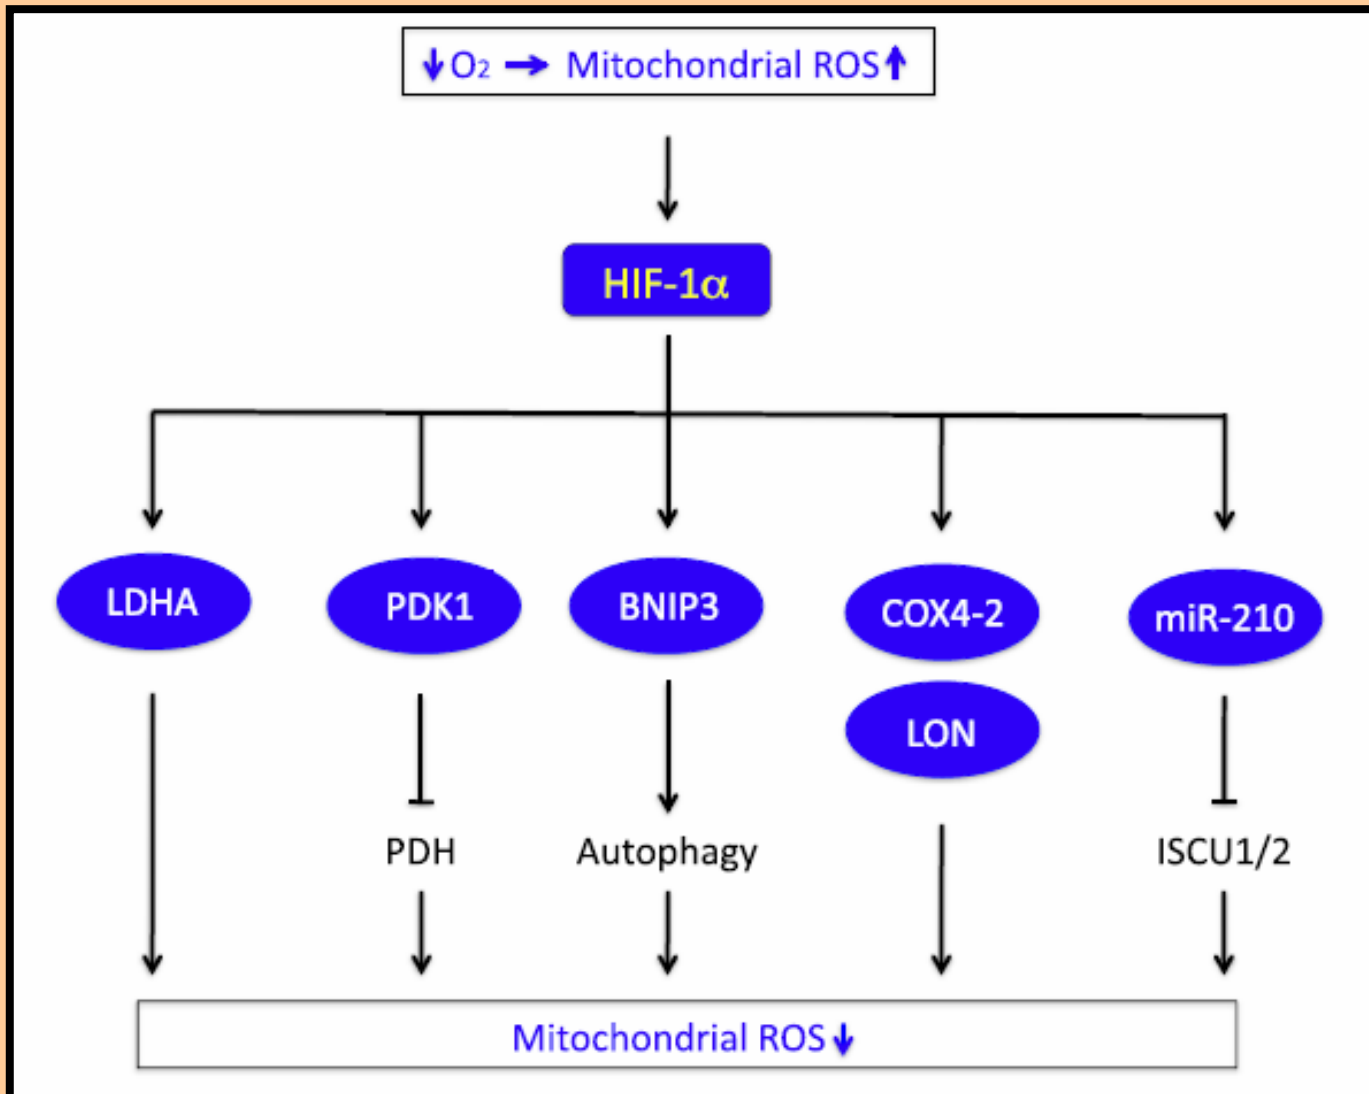 ↓O₂ → Mitochondrial ROS↑
HIF-1α
LDHA
PDK1
BNIP3
COX4-2
miR-210
LON
PDH
Autophagy
ISCU1/2
Mitochondrial ROS↓